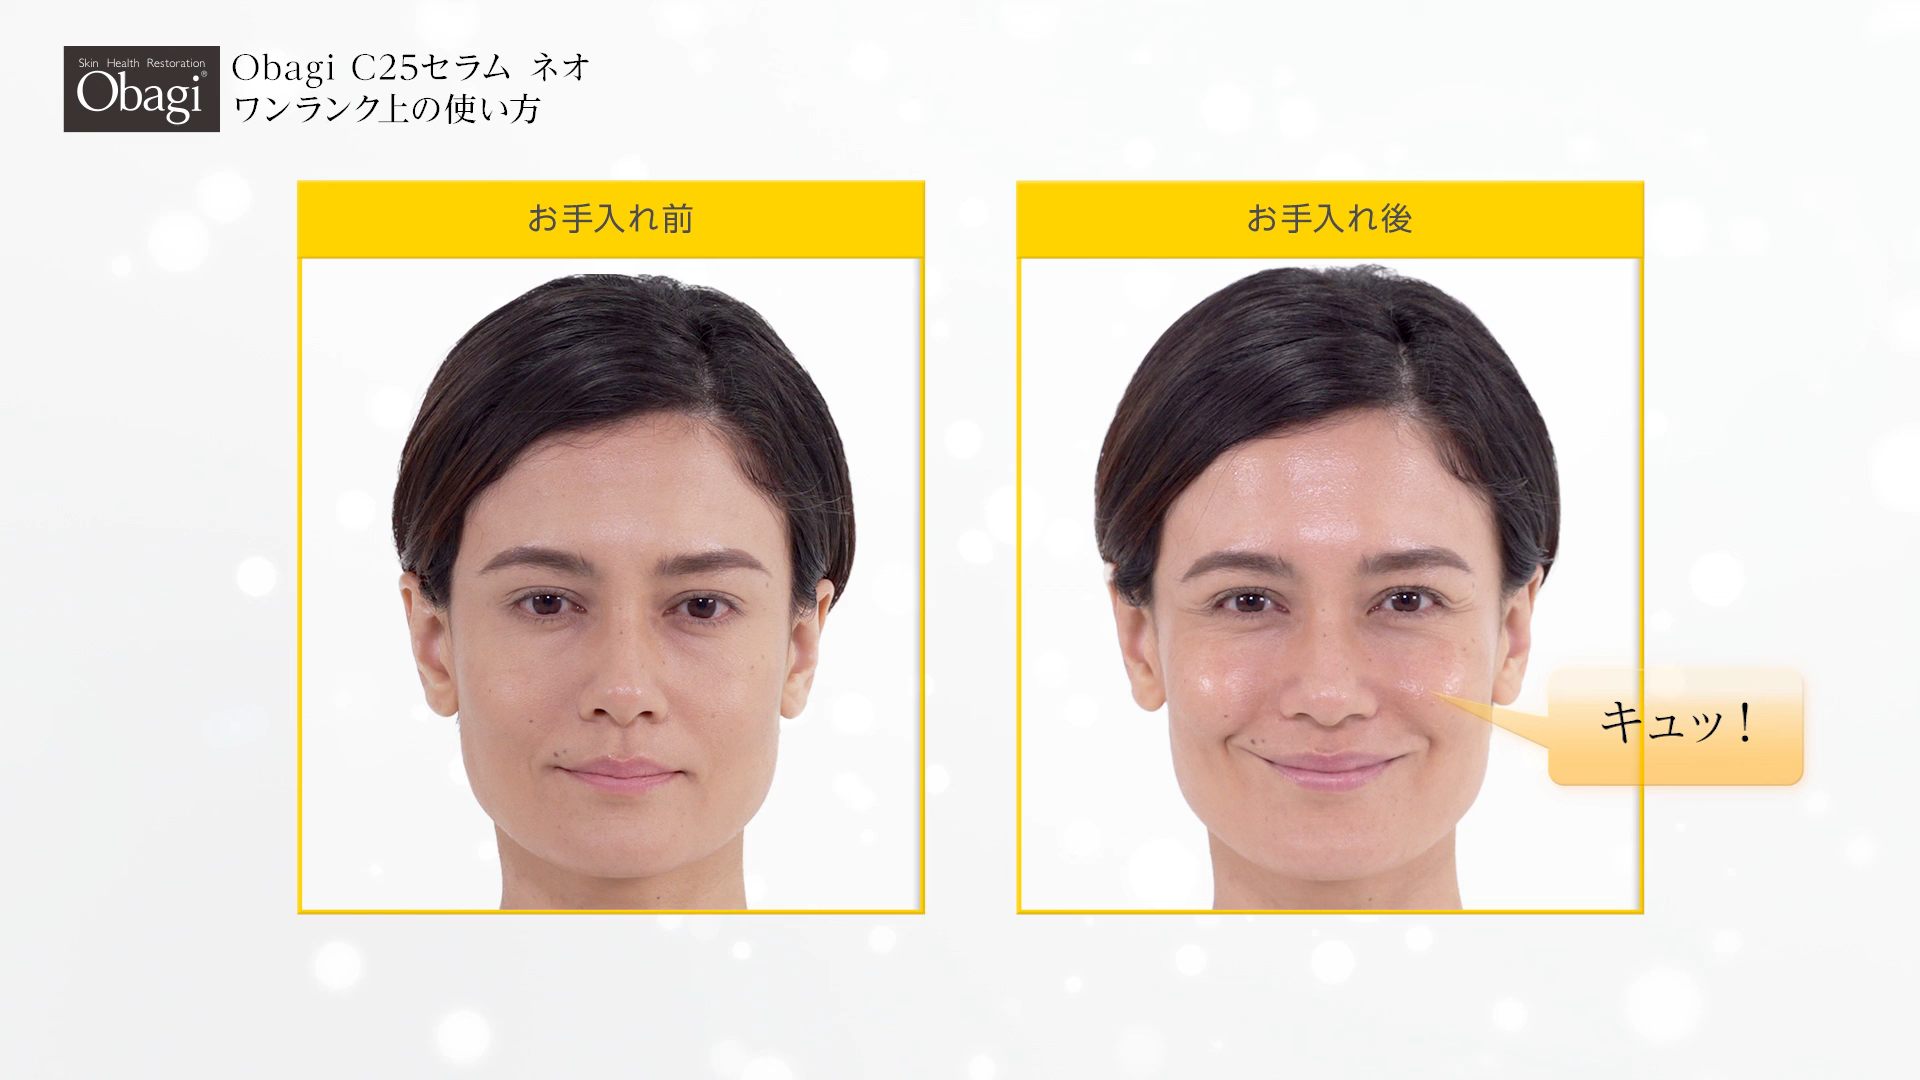 Skin Health Restoration
Obagi®
Obagi C25セラム ネオ
ワンランク上の使い方
お手入れ前
お手入れ後
キュッ！